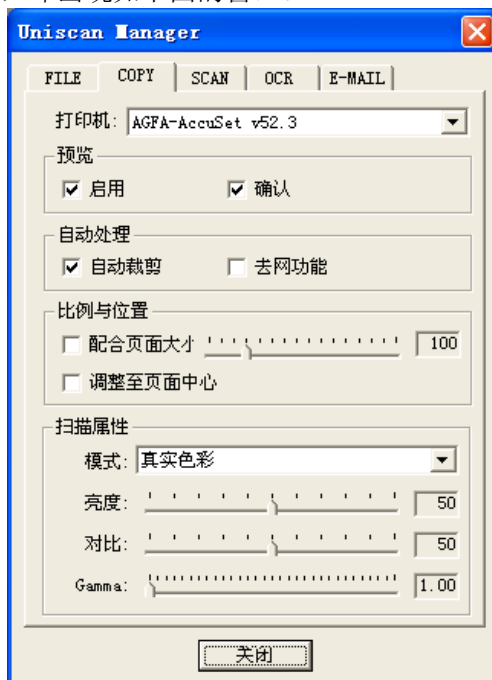 Uniscan Manager
FILE COPY SCAN OCR E-MAIL
打印机: AGFA-AccuSet v52.3
预览
启用 确认
自动处理
自动裁剪 去网功能
比例与位置
配合页面大小 100
调整至页面中心
扫描属性
模式: 真实色彩
亮度: 50
对比: 50
Gamma: 1.00
关闭